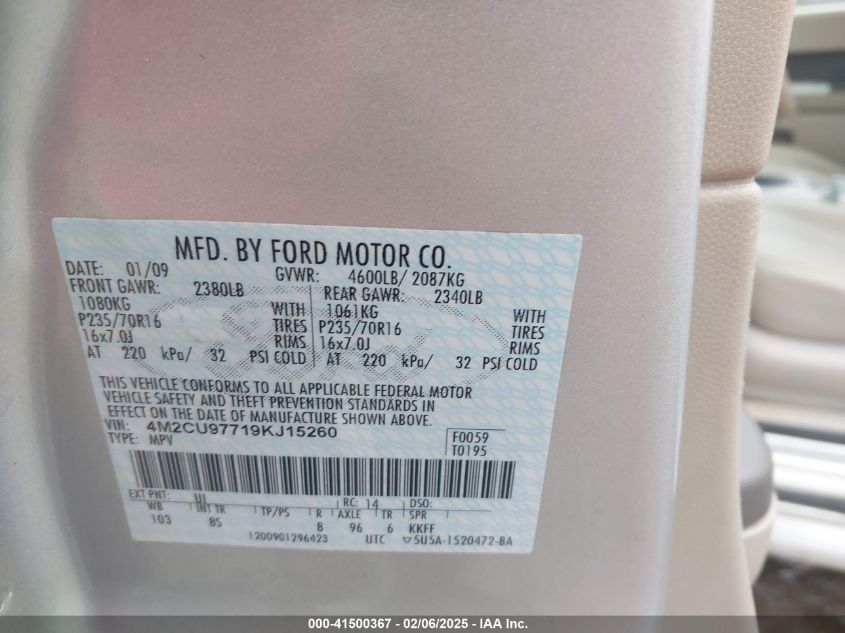 MFD. BY FORD MOTOR CO.
DATE: 01/09 GVWR: 4600LB/ 2087KG
FRONT GAWR: 2380LB REAR GAWR: 2340LB
1080KG WITH 1061KG WITH
P235/70R16 TIRES P235/70R16 TIRES
16x7.0J RIMS 16x7.0J RIMS
AT 220 kPa/ 32 PSI COLD AT 220 kPa/ 32 PSI COLD
THIS VEHICLE CONFORMS TO ALL APPLICABLE FEDERAL MOTOR
VEHICLE SAFETY AND THEFT PREVENTION STANDARDS IN
EFFECT ON THE DATE OF MANUFACTURE SHOWN ABOVE.
VIN: 4M2CU97719KJ15260 F0059
TYPE: MPV T0195
EXT PNT: UJ RC: 14 DSO:
WB INT TR TP/PS R AXLE TR SPR
103 8S 8 96 6 KKFF
1200901296423 UTC ▽5U5A-1520472-BA
000-41500367 - 02/06/2025 - IAA Inc.